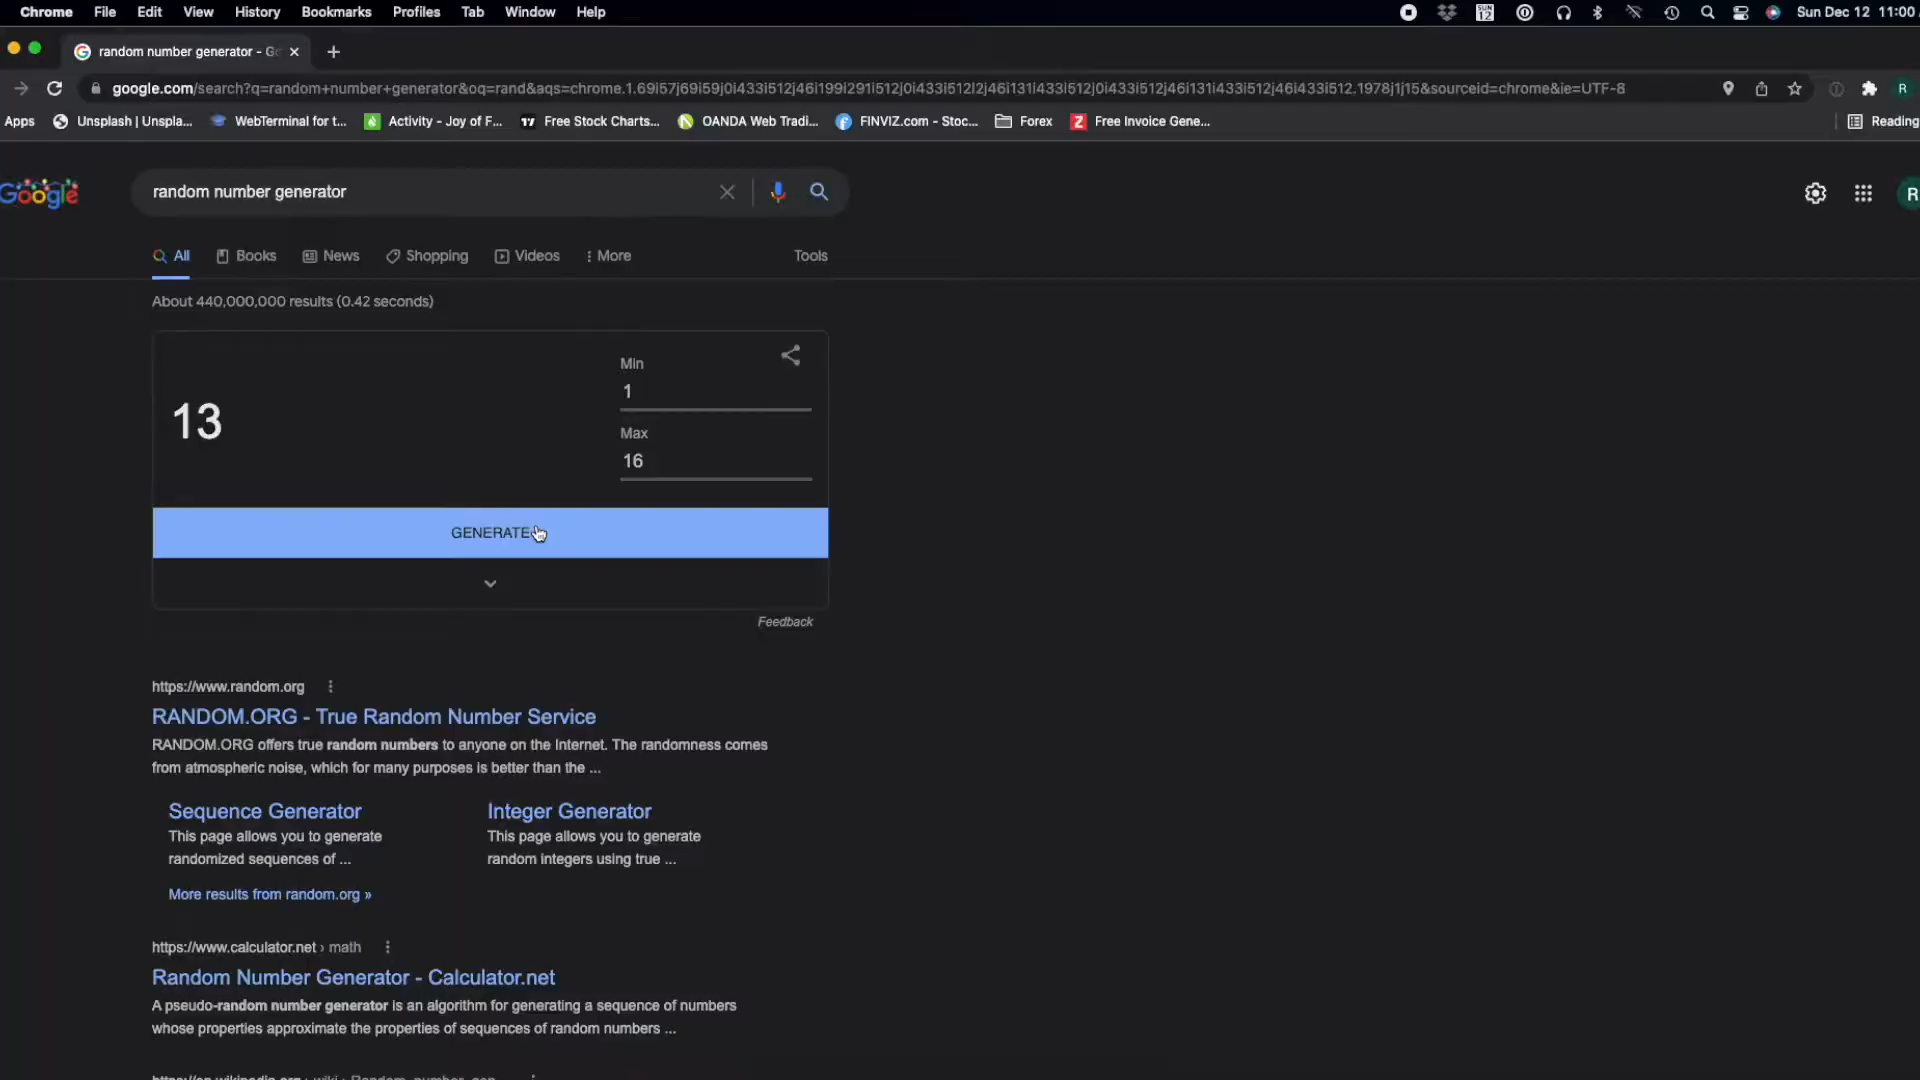 Chrome File Edit View History Bookmarks Profiles Tab Window Help SUN 12 Sun Dec 12 11:00
random number generator - G
google.com/search?q=random+number+generator&oq=rand&aqs=chrome.1.69i57j69i59j0i433i512j46i199i291i512j0i433i512l2j46i131i433i512j0i433i512j46i131i433i512j46i433i512.1978j1j15&sourceid=chrome&ie=UTF-8 R
Apps Unsplash | Unspla... WebTerminal for t... Activity - Joy of F... Free Stock Charts... OANDA Web Tradi... FINVIZ.com - Stoc... Forex Z Free Invoice Gene... Reading
Google random number generator R
All Books News Shopping Videos More Tools
About 440,000,000 results (0.42 seconds)
Min
1
13
Max
16
GENERATE
Feedback
https://www.random.org
RANDOM.ORG - True Random Number Service
RANDOM.ORG offers true random numbers to anyone on the Internet. The randomness comes
from atmospheric noise, which for many purposes is better than the ...
Sequence Generator
This page allows you to generate
randomized sequences of ...
Integer Generator
This page allows you to generate
random integers using true ...
More results from random.org »
https://www.calculator.net › math
Random Number Generator - Calculator.net
A pseudo-random number generator is an algorithm for generating a sequence of numbers
whose properties approximate the properties of sequences of random numbers ...